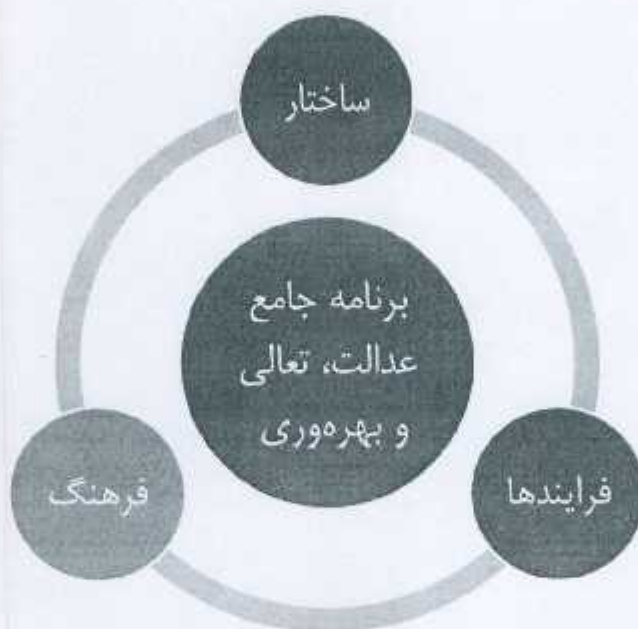 ساختار
برنامه جامع
عدالت، تعالی
و بهره‌وری
فرایندها
فرهنگ